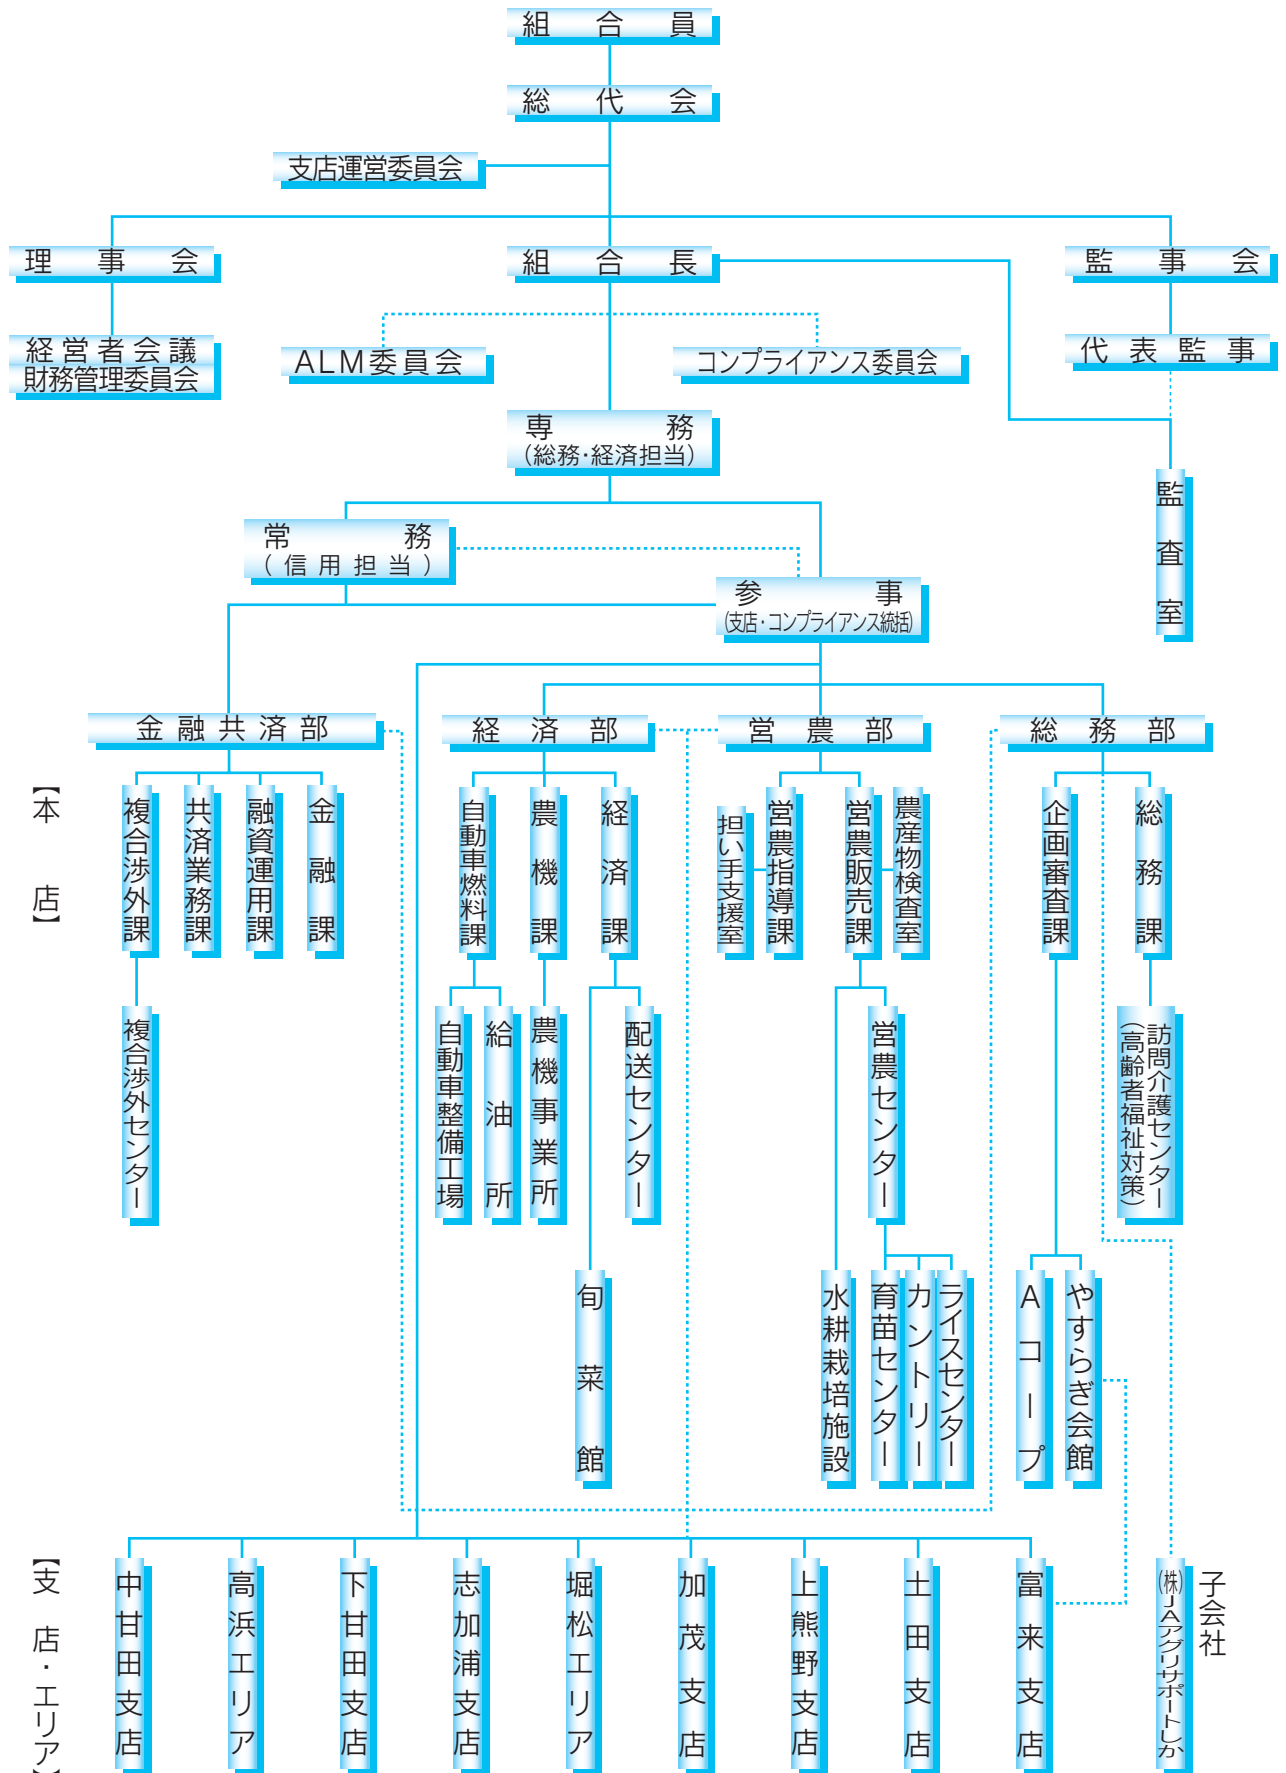 組合員
総代会
支店運営委員会
理事会
組合長
監事会
経営者会議
財務管理委員会
ALM委員会
コンプライアンス委員会
代表監事
専務
（総務・経済担当）
監査室
常務
（信用担当）
参事
（支店・コンプライアンス統括）
金融共済部
経済部
営農部
総務部
【本店】
複合渉外課
共済業務課
融資運用課
金融課
自動車燃料課
農機課
経済課
担い手支援室
営農指導課
営農販売課
農産物検査室
企画審査課
総務課
複合渉外センター
自動車整備工場
給油所
農機事業所
配送センター
営農センター
訪問介護センター
（高齢者福祉対策）
旬菜館
水耕栽培施設
育苗センター
カントリー
ライスセンター
Aコープ
やすらぎ会館
【支店・エリア】
中甘田支店
高浜エリア
下甘田支店
志加浦支店
堀松エリア
加茂支店
上熊野支店
土田支店
富来支店
㈱JAアグリサポートしか
子会社